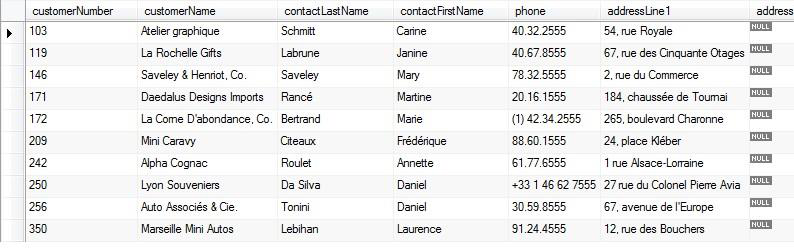 customerNumber customerName contactLastName contactFirstName phone addressLine1 address
103 Atelier graphique Schmitt Carine 40.32.2555 54, rue Royale NULL
119 La Rochelle Gifts Labrune Janine 40.67.8555 67, rue des Cinquante Otages NULL
146 Saveley & Henriot, Co. Saveley Mary 78.32.5555 2, rue du Commerce NULL
171 Daedalus Designs Imports Rancé Martine 20.16.1555 184, chaussée de Tournai NULL
172 La Corne D'abondance, Co. Bertrand Marie (1) 42.34.2555 265, boulevard Charonne NULL
209 Mini Caravy Citeaux Frédérique 88.60.1555 24, place Kléber NULL
242 Alpha Cognac Roulet Annette 61.77.6555 1 rue Alsace-Lorraine NULL
250 Lyon Souveniers Da Silva Daniel +33 1 46 62 7555 27 rue du Colonel Pierre Avia NULL
256 Auto Associés & Cie. Tonini Daniel 30.59.8555 67, avenue de l'Europe NULL
350 Marseille Mini Autos Lebihan Laurence 91.24.4555 12, rue des Bouchers NULL